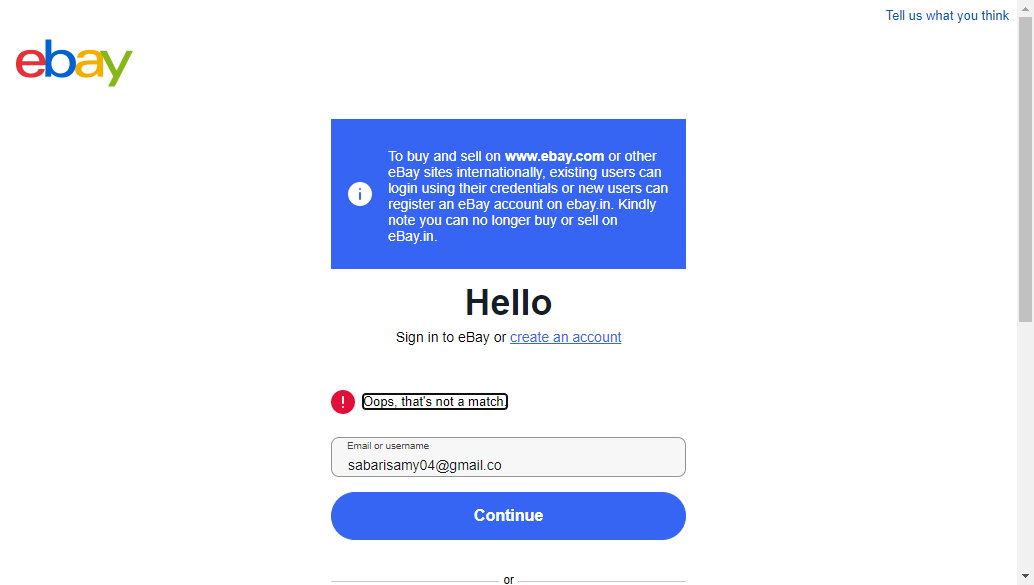 Tell us what you think
ebay
To buy and sell on www.ebay.com or other
eBay sites internationally, existing users can
login using their credentials or new users can
register an eBay account on ebay.in. Kindly
note you can no longer buy or sell on
eBay.in.
Hello
Sign in to eBay or create an account
Oops, that's not a match.
Email or username
sabarisamy04@gmail.co
Continue
or